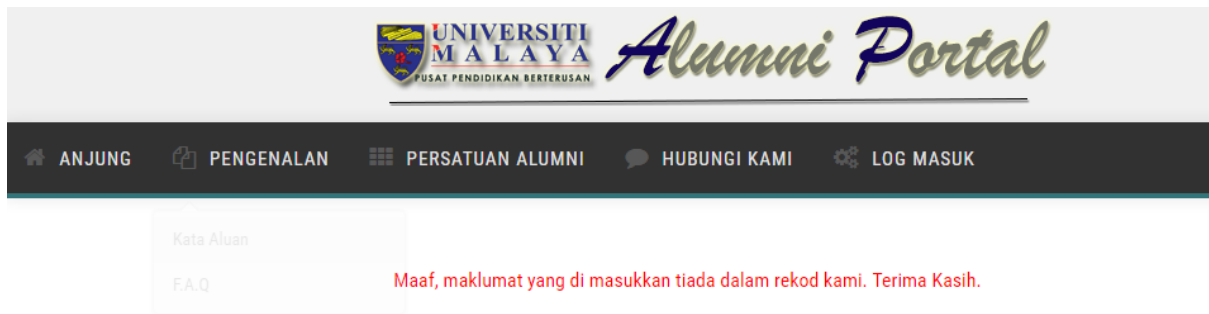 UNIVERSITI
MALAYA
PUSAT PENDIDIKAN BERTERUSAN
Alumni Portal
ANJUNG PENGENALAN PERSATUAN ALUMNI HUBUNGI KAMI LOG MASUK
Kata Aluan
F.A.Q
Maaf, maklumat yang di masukkan tiada dalam rekod kami. Terima Kasih.